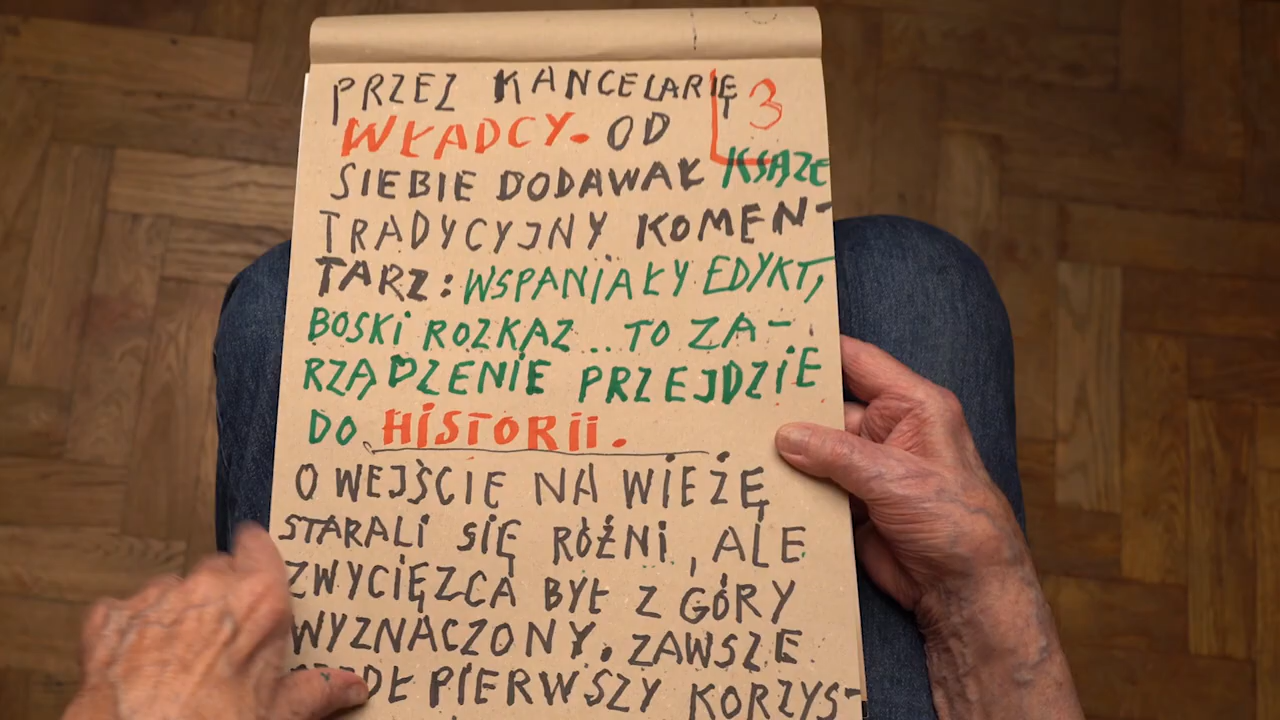 PRZEZ KANCELARIĘ
3
WŁADCY. OD
SIEBIE DODAWAŁ KSIĄŻE
TRADYCYJNY KOMEN-
TARZ: WSPANIAŁY EDYKT,
BOSKI ROZKAZ... TO ZA-
RZĄDZENIE PRZEJDZIE
DO HISTORII.
O WEJŚCIE NA WIEŻĘ
STARALI SIĘ RÓŻNI, ALE
ZWYCIĘZCA BYŁ Z GÓRY
WYZNACZONY. ZAWSZE
PIERWSZY KORZYS-